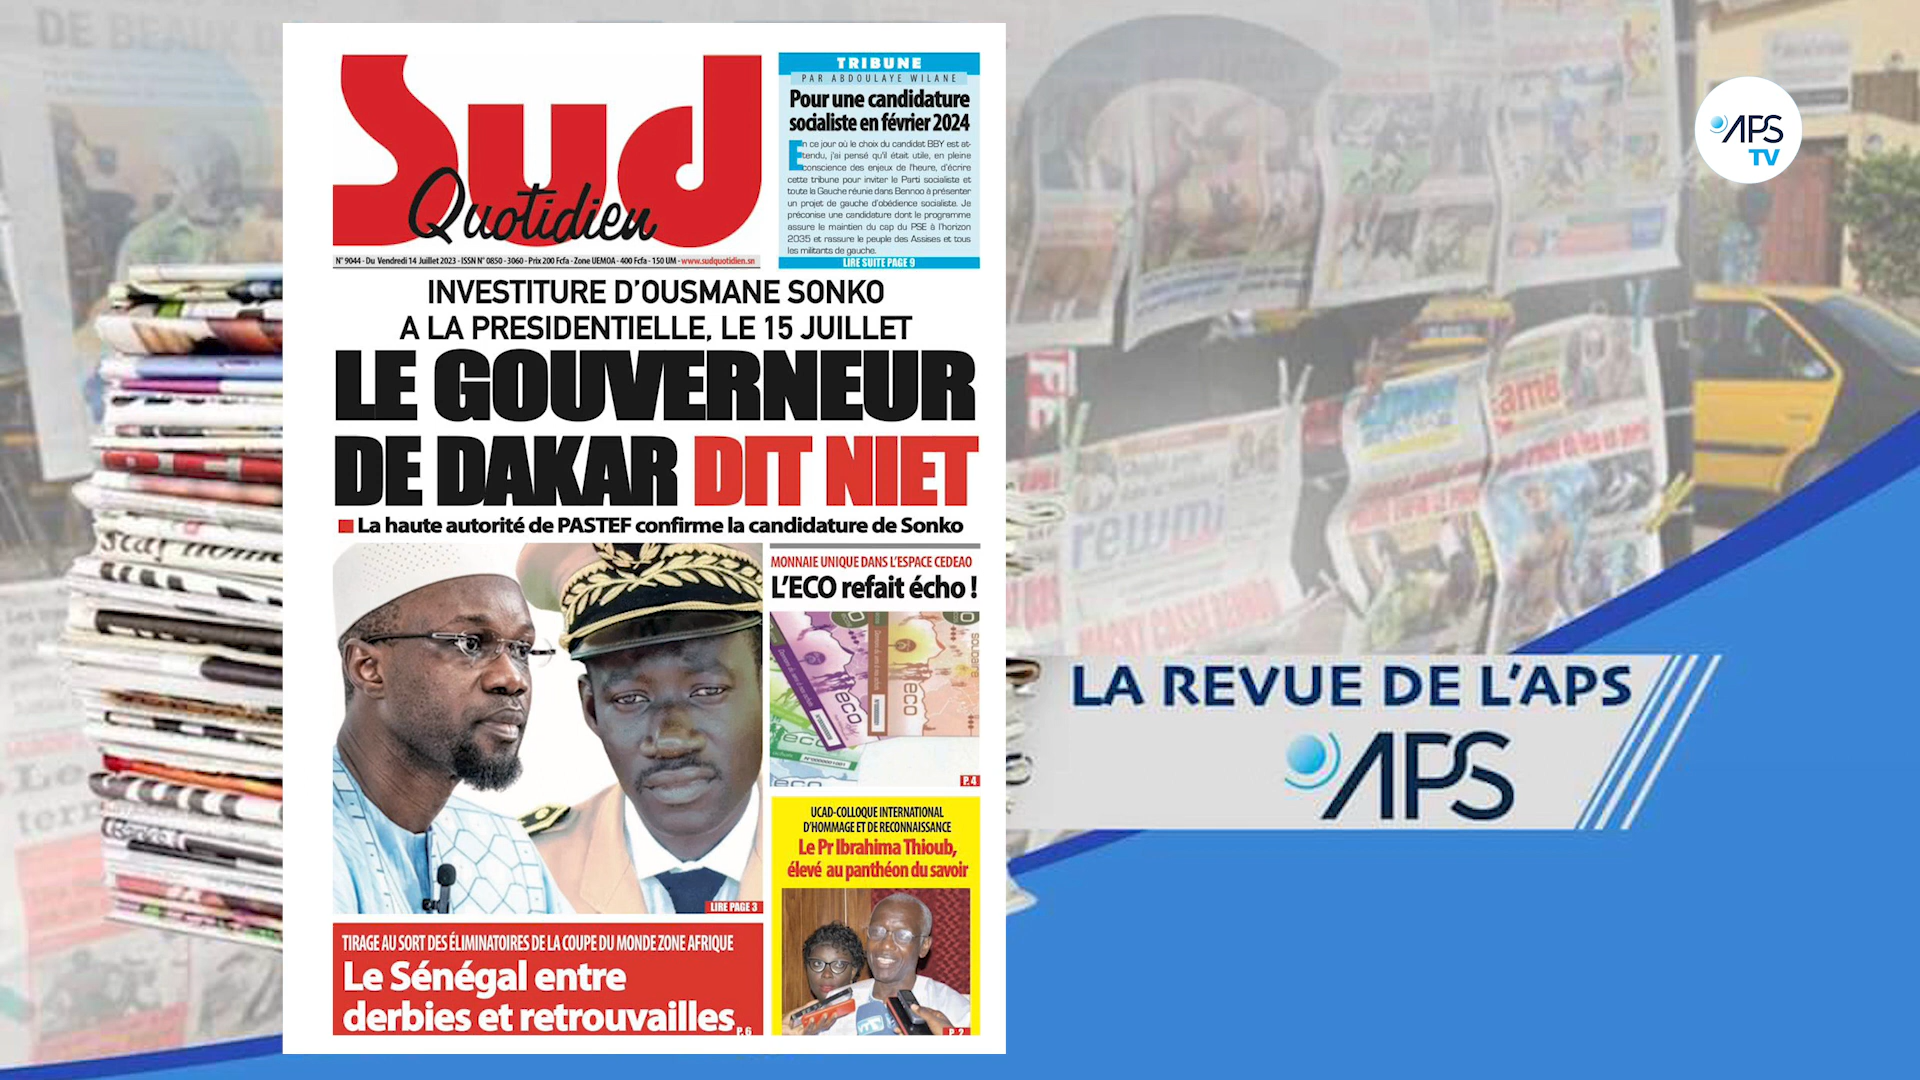 Sud
Quotidien
N° 9044 - Du Vendredi 14 Juillet 2023 - ISSN N° 0850 - 3060 - Prix 200 Fcfa - Zone UEMOA - 400 Fcfa - 150 UM - www.sudquotidien.sn
TRIBUNE
PAR ABDOULAYE WILANE
Pour une candidature
socialiste en février 2024
En ce jour où le choix du candidat BBY est at-
tendu, j'ai pensé qu'il était utile, en pleine
conscience des enjeux de l'heure, d'écrire
cette tribune pour inviter le Parti socialiste et
toute la Gauche réunie dans Bennoo à présenter
un projet de gauche d'obédience socialiste. Je
préconise une candidature dont le programme
assure le maintien du cap du PSE à l'horizon
2035 et rassure le peuple des Assises et tous
les militants de gauche.
LIRE SUITE PAGE 9
INVESTITURE D'OUSMANE SONKO
A LA PRESIDENTIELLE, LE 15 JUILLET
LE GOUVERNEUR
DE DAKAR DIT NIET
La haute autorité de PASTEF confirme la candidature de Sonko
LIRE PAGE 3
MONNAIE UNIQUE DANS L'ESPACE CEDEAO
L'ECO refait écho !
eco
eco
P.4
UCAD-COLLOQUE INTERNATIONAL
D'HOMMAGE ET DE RECONNAISSANCE
Le Pr Ibrahima Thioub,
élevé au panthéon du savoir
P. 2
TIRAGE AU SORT DES ÉLIMINATOIRES DE LA COUPE DU MONDE ZONE AFRIQUE
Le Sénégal entre
derbies et retrouvailles
P. 6
APS
TV
LA REVUE DE L'APS
APS
rewmi